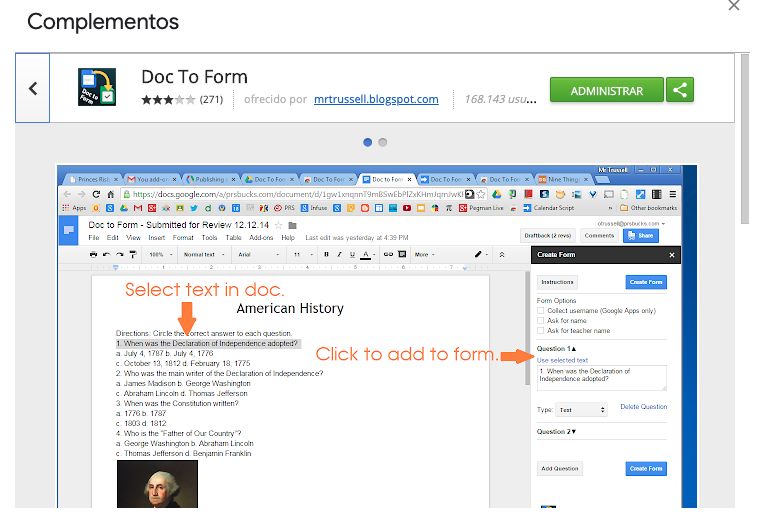 Complementos
Doc To Form
(271)
ofrecido por mrtrussell.blogspot.com
168.143 usu...
ADMINISTRAR
Doc to Form
Mr Trussell
Princes Risb
You add-on
Publishing
Doc To Form
Doc To Form
Doc to Form
Doc To Form
Doc To Form
Nine Things
https://docs.google.com/a/prsbucks.com/document/d/
Apps
PRS
Infuse
Pegman Live
Calendar Script
Other bookmarks
Doc to Form - Submitted for Review 12.12.14
otrussell@prsbucks.com
File Edit View Insert Format Tools Table Add-ons Help Last edit was yesterday at 4:39 PM
Draftback (2 revs)
Comments
Share
100% Normal text Arial 11 B I U A More
Create Form
Select text in doc.
Instructions
Create Form
American History
Form Options
Collect username (Google Apps only)
Ask for name
Ask for teacher name
Directions: Circle the correct answer to each question.
1. When was the Declaration of Independence adopted?
a. July 4, 1787 b. July 4, 1776
c. October 13, 1812 d. February 18, 1775
2. Who was the main writer of the Declaration of Independence?
a. James Madison b. George Washington
c. Abraham Lincoln d. Thomas Jefferson
3. When was the Constitution written?
a. 1776 b. 1787
c. 1803 d. 1812
4. Who is the "Father of Our Country"?
a. George Washington b. Abraham Lincoln
c. Thomas Jefferson d. Benjamin Franklin
Click to add to form.
Question 1▲
Use selected text
1. When was the Declaration of
Independence adopted?
Type: Text
Delete Question
Question 2▼
Add Question
Create Form